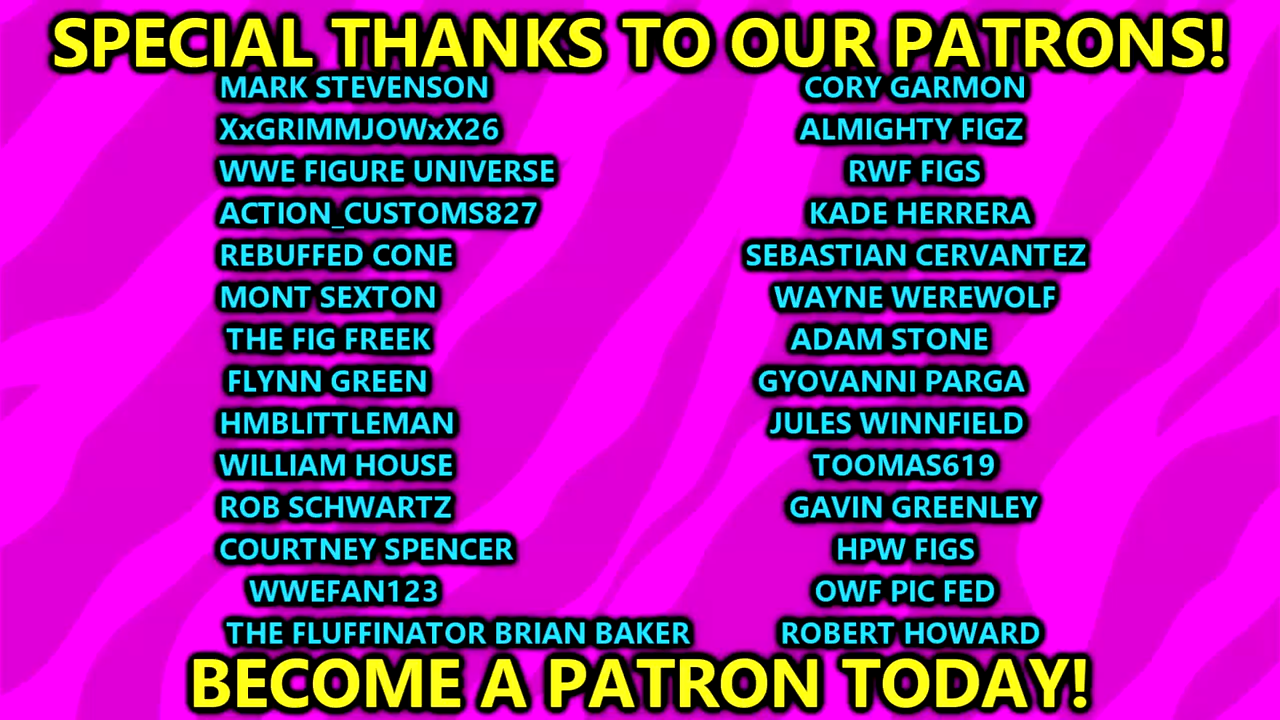 SPECIAL THANKS TO OUR PATRONS!
MARK STEVENSON
XxGRIMMJOWxX26
WWE FIGURE UNIVERSE
ACTION_CUSTOMS827
REBUFFED CONE
MONT SEXTON
THE FIG FREEK
FLYNN GREEN
HMBLITTLEMAN
WILLIAM HOUSE
ROB SCHWARTZ
COURTNEY SPENCER
WWEFAN123
THE FLUFFINATOR BRIAN BAKER
CORY GARMON
ALMIGHTY FIGZ
RWF FIGS
KADE HERRERA
SEBASTIAN CERVANTEZ
WAYNE WEREWOLF
ADAM STONE
GYOVANNI PARGA
JULES WINNFIELD
TOOMAS619
GAVIN GREENLEY
HPW FIGS
OWF PIC FED
ROBERT HOWARD
BECOME A PATRON TODAY!